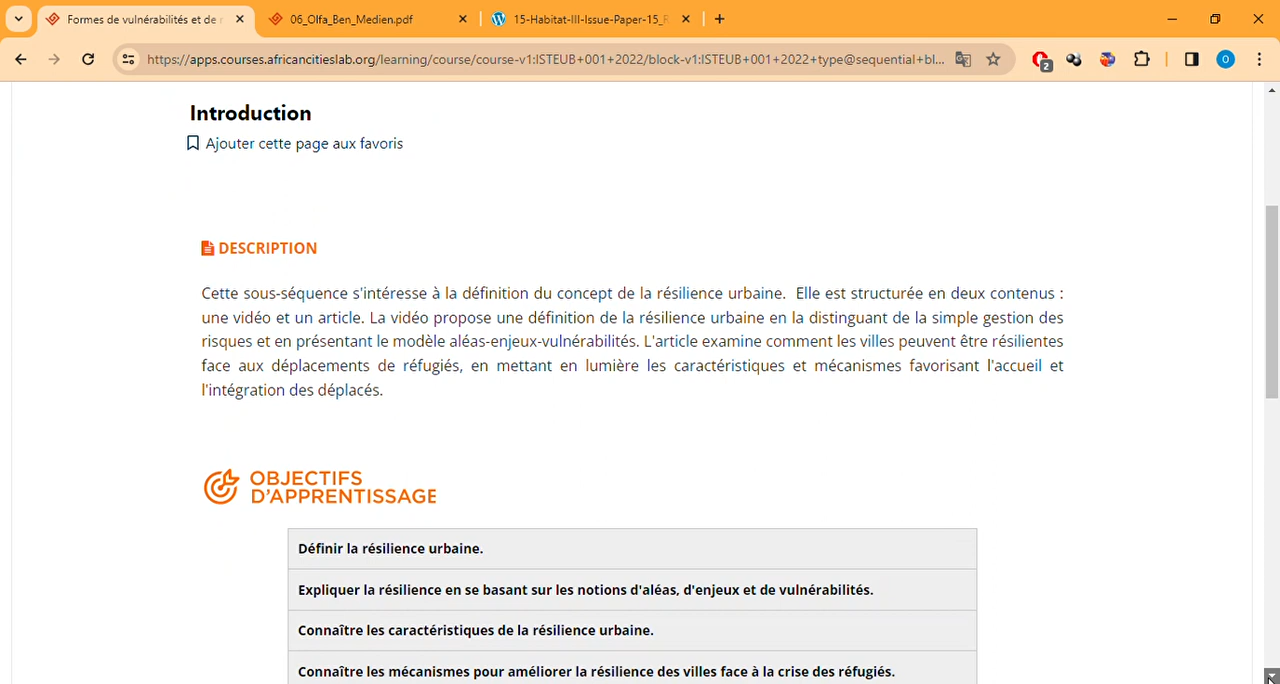 Formes de vulnérabilités et de
06_Olfa_Ben_Medien.pdf
15-Habitat-III-Issue-Paper-15_R
https://apps.courses.africancitieslab.org/learning/course/course-v1:ISTEUB+001+2022/block-v1:ISTEUB+001+2022+type@sequential+bl...
2
O
Introduction
Ajouter cette page aux favoris
DESCRIPTION
Cette sous-séquence s'intéresse à la définition du concept de la résilience urbaine. Elle est structurée en deux contenus :
une vidéo et un article. La vidéo propose une définition de la résilience urbaine en la distinguant de la simple gestion des
risques et en présentant le modèle aléas-enjeux-vulnérabilités. L'article examine comment les villes peuvent être résilientes
face aux déplacements de réfugiés, en mettant en lumière les caractéristiques et mécanismes favorisant l'accueil et
l'intégration des déplacés.
OBJECTIFS
D'APPRENTISSAGE
Définir la résilience urbaine.
Expliquer la résilience en se basant sur les notions d'aléas, d'enjeux et de vulnérabilités.
Connaître les caractéristiques de la résilience urbaine.
Connaître les mécanismes pour améliorer la résilience des villes face à la crise des réfugiés.